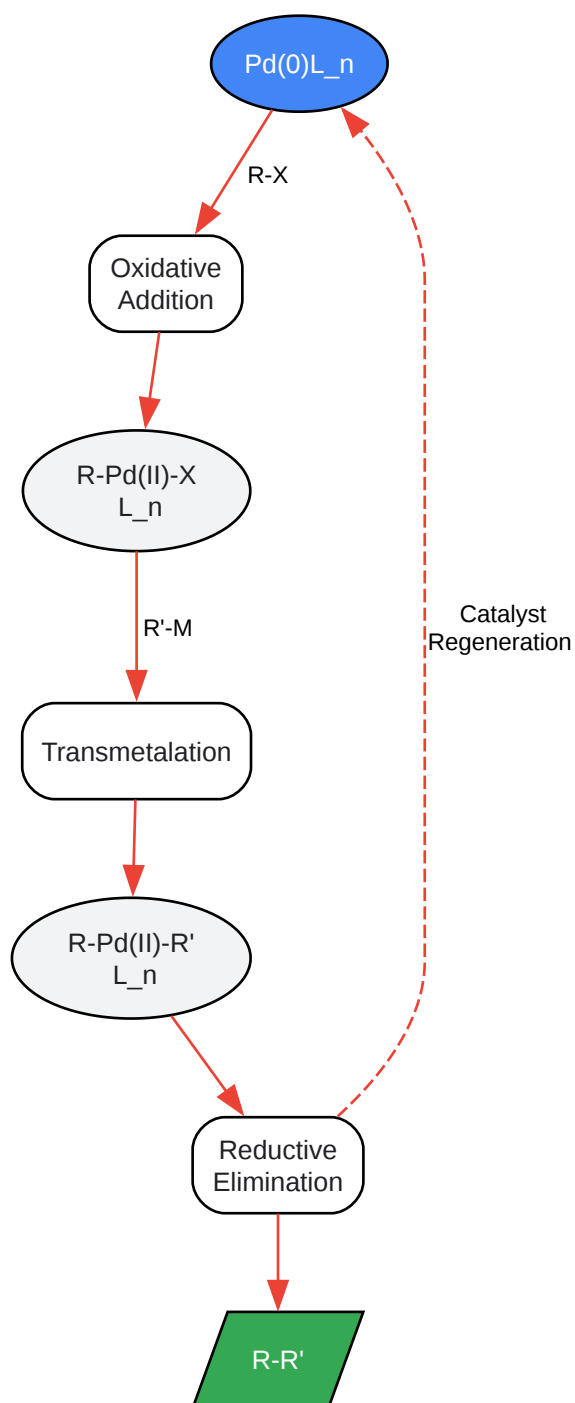 Pd(0)L_n
R-X
Oxidative
Addition
R-Pd(II)-X
L_n
R'-M
Catalyst
Regeneration
Transmetalation
R-Pd(II)-R'
L_n
Reductive
Elimination
R-R'